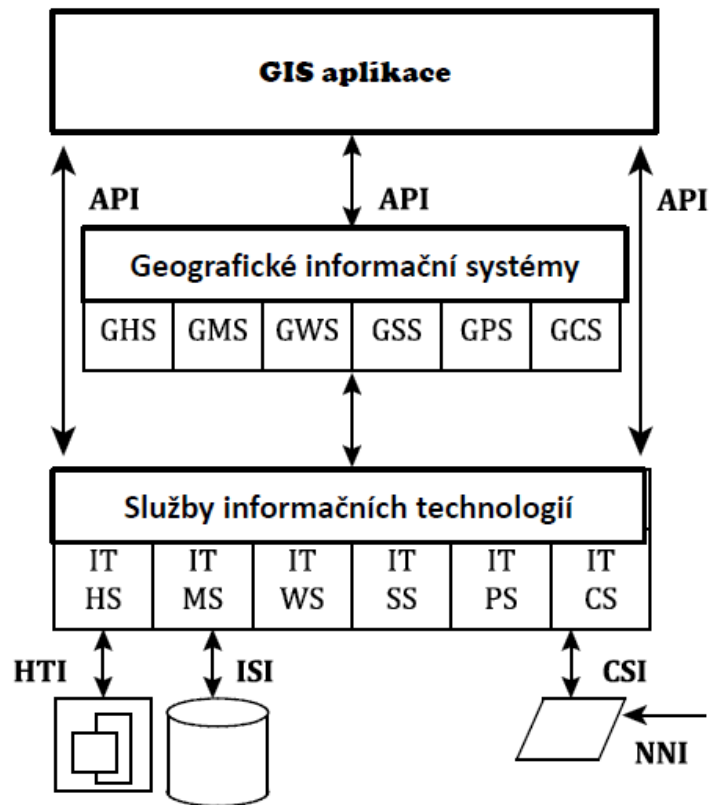 GIS aplikace
API API API
Geografické informační systémy
GHS GMS GWS GSS GPS GCS
Služby informačních technologií
IT IT IT IT IT IT
HS MS WS SS PS CS
HTI ISI CSI
NNI